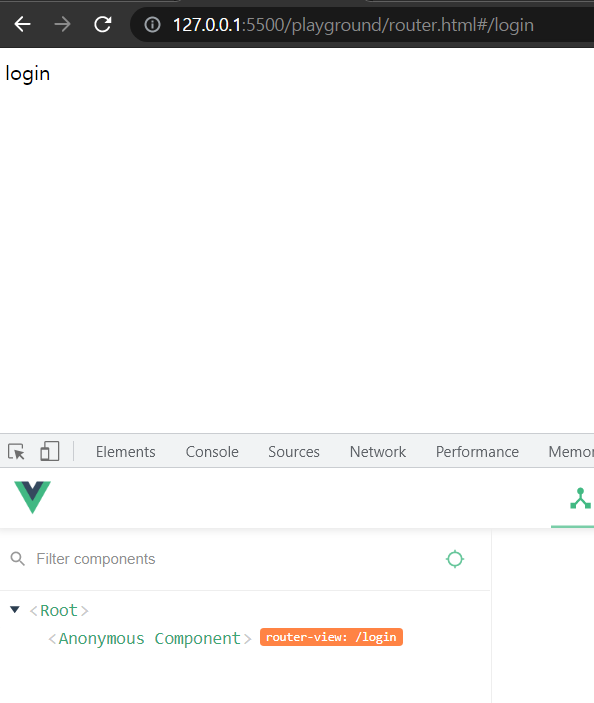 127.0.0.1:5500/playground/router.html#/login
login
Elements Console Sources Network Performance Memor
Filter components
<Root>
<Anonymous Component> router-view: /login